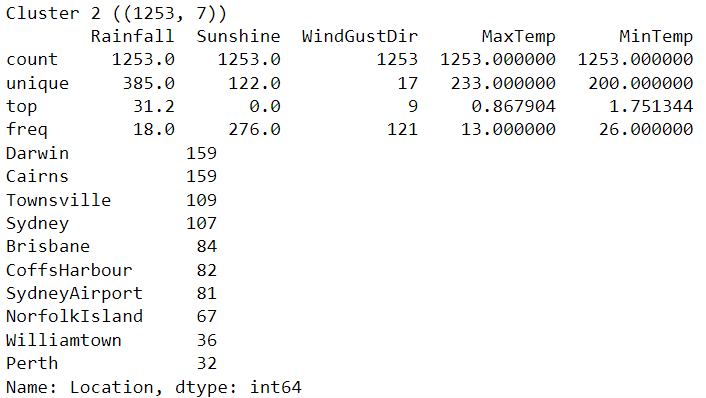 Cluster 2 ((1253, 7))
Rainfall Sunshine WindGustDir MaxTemp MinTemp
count 1253.0 1253.0 1253 1253.000000 1253.000000
unique 385.0 122.0 17 233.000000 200.000000
top 31.2 0.0 9 0.867904 1.751344
freq 18.0 276.0 121 13.000000 26.000000
Darwin 159
Cairns 159
Townsville 109
Sydney 107
Brisbane 84
CoffsHarbour 82
SydneyAirport 81
NorfolkIsland 67
Williamtown 36
Perth 32
Name: Location, dtype: int64